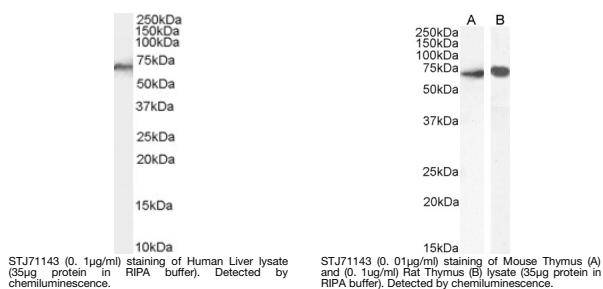 250kDa
150kDa
100kDa
75kDa
50kDa
37kDa
25kDa
20kDa
15kDa
10kDa
STJ71143 (0. 1µg/ml) staining of Human Liver lysate
(35µg protein in RIPA buffer). Detected by
chemiluminescence.
A B
250kDa
150kDa
100kDa
75kDa
50kDa
37kDa
25kDa
20kDa
15kDa
STJ71143 (0. 01µg/ml) staining of Mouse Thymus (A)
and (0. 1ug/ml) Rat Thymus (B) lysate (35µg protein in
RIPA buffer). Detected by chemiluminescence.